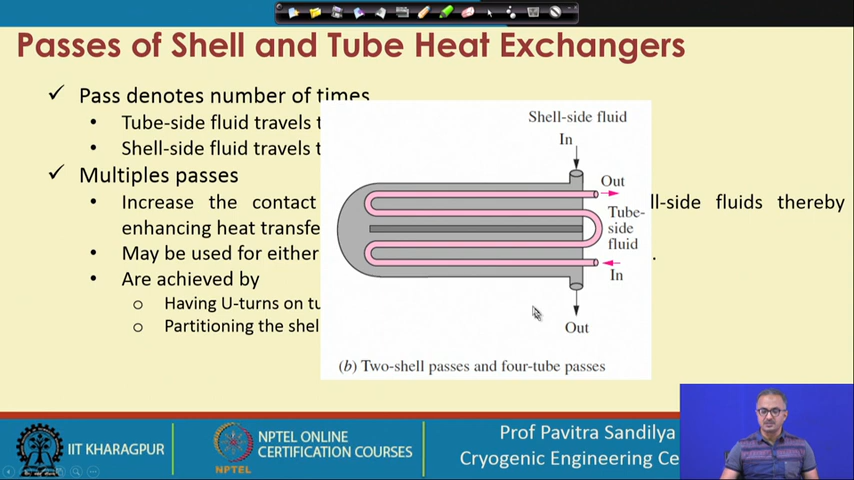 Passes of Shell and Tube Heat Exchangers
Pass denotes number of times
Tube-side fluid travels
Shell-side fluid travels
Multiples passes
Increase the contact
ll-side fluids thereby
enhancing heat transfe
May be used for either
Are achieved by
Having U-turns on
Partitioning the shel
Shell-side fluid
In
Out
Tube-
side
fluid
In
Out
(b) Two-shell passes and four-tube passes
IIT KHARAGPUR
NPTEL
NPTEL ONLINE
CERTIFICATION COURSES
Prof Pavitra Sandilya
Cryogenic Engineering Ce